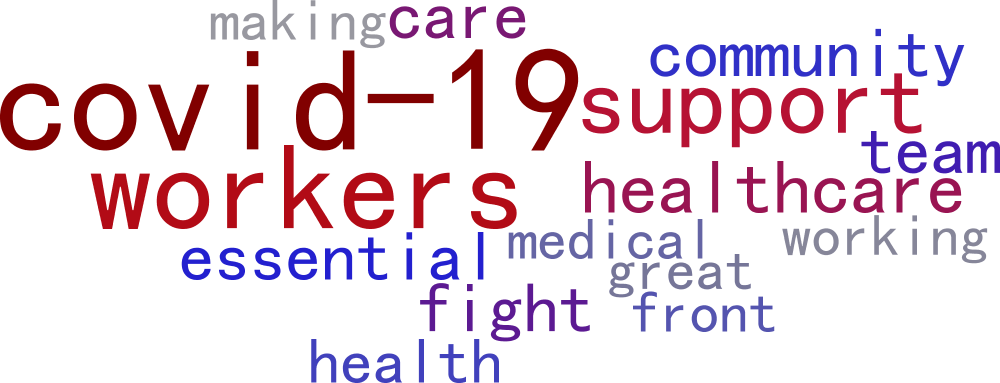 making care
community
covid-19 support
team
workers healthcare
essential medical working
great
fight front
health